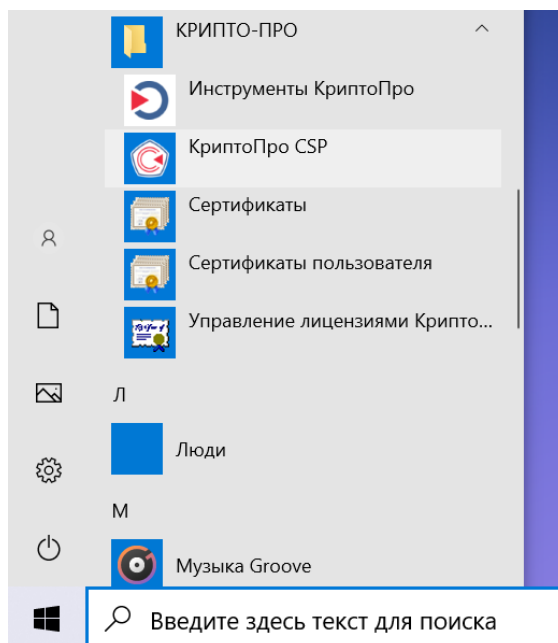 КРИПТО-ПРО
Инструменты КриптоПро
КриптоПро CSP
Сертификаты
Сертификаты пользователя
Управление лицензиями Крипто...
Л
Люди
М
Музыка Groove
Введите здесь текст для поиска